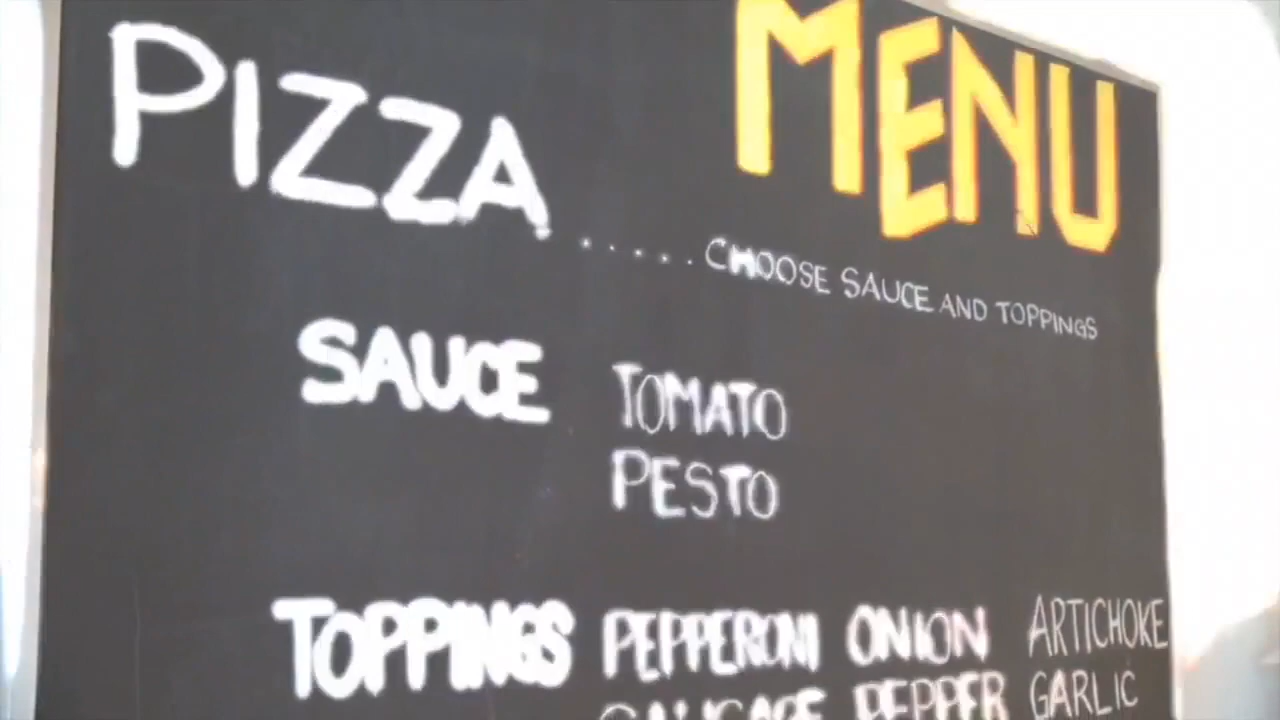 MENU
PIZZA
.....CHOOSE SAUCE AND TOPPINGS
SAUCE TOMATO
PESTO
TOPPINGS PEPPERONI ONION ARTICHOKE
PEPPER GARLIC